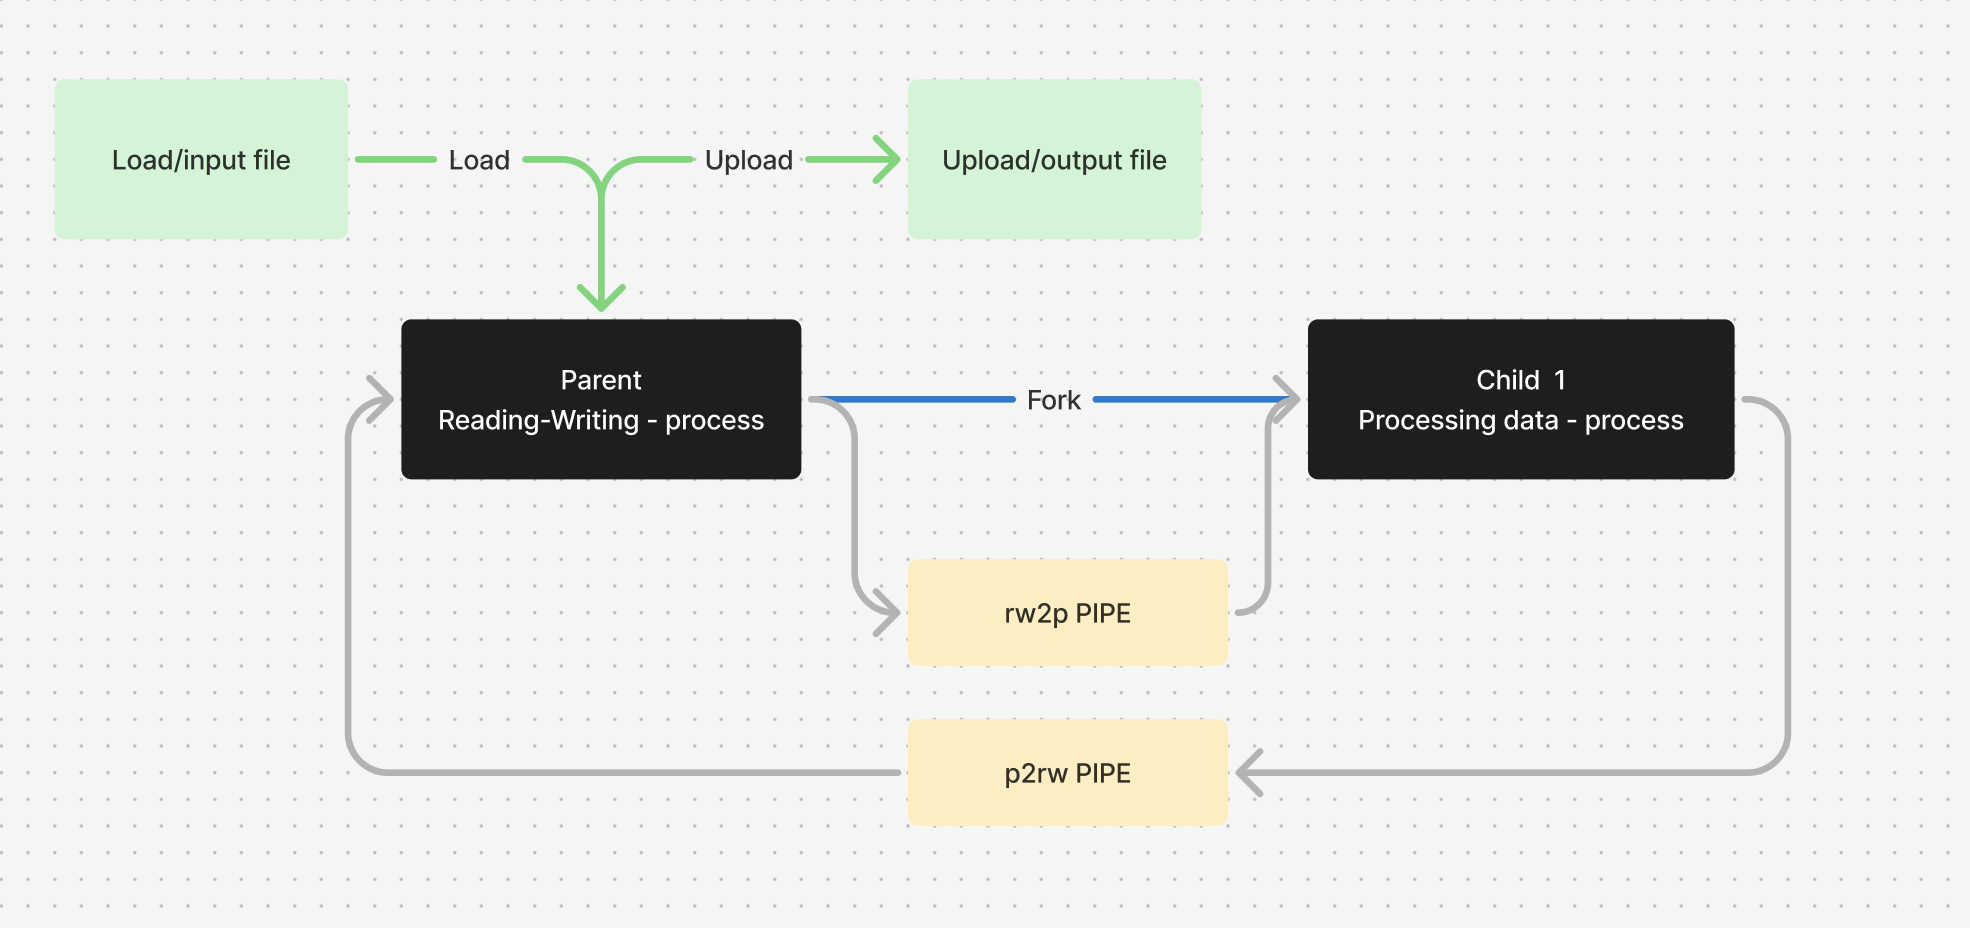 Load/input file
Load
Upload
Upload/output file
Parent
Reading-Writing - process
Fork
Child  1
Processing data - process
rw2p PIPE
p2rw PIPE